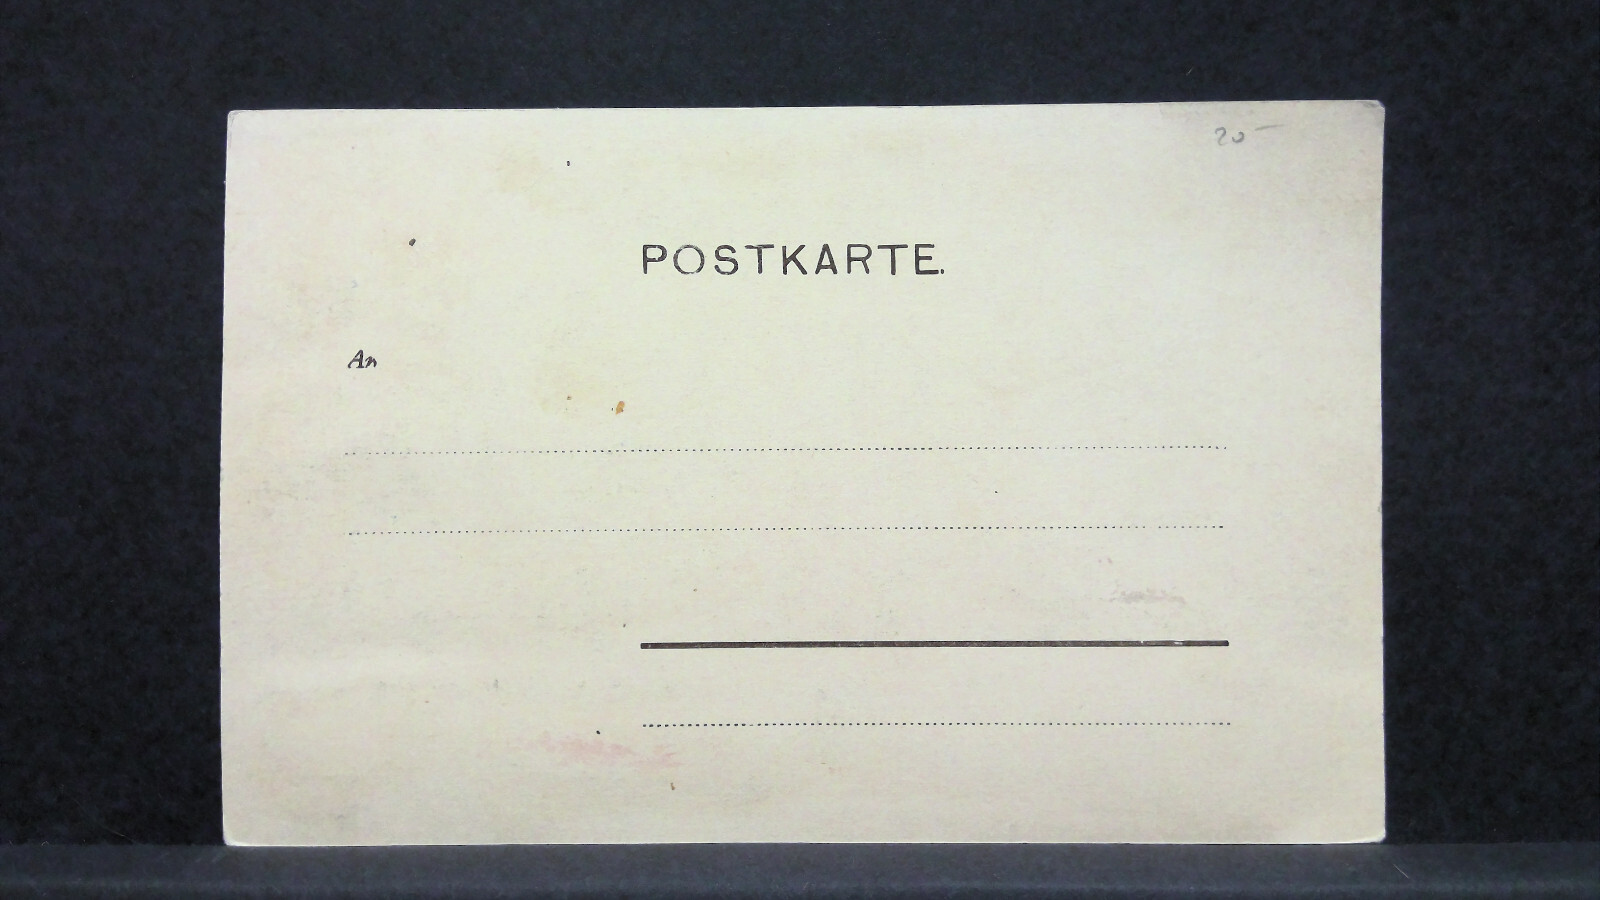 20 -
POSTKARTE.
An